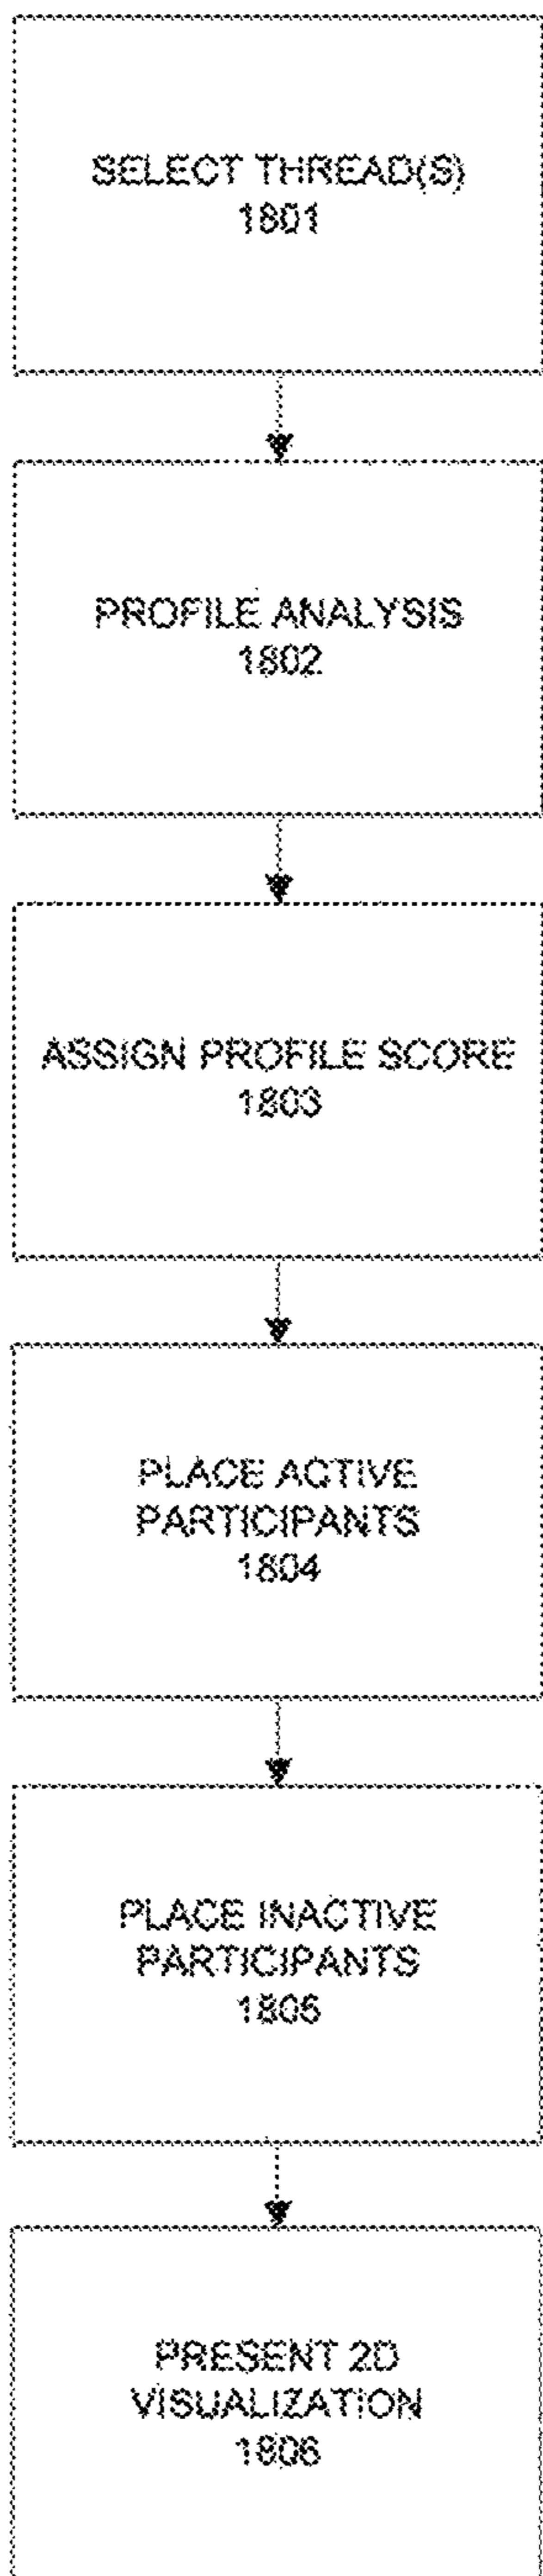 SELECT THREAD(S)
1801
PROFILE ANALYSIS
1802
ASSIGN PROFILE SCORE
1803
PLACE ACTIVE
PARTICIPANTS
1804
PLACE INACTIVE
PARTICIPANTS
1805
PRESENT 2D
VISUALIZATION
1806